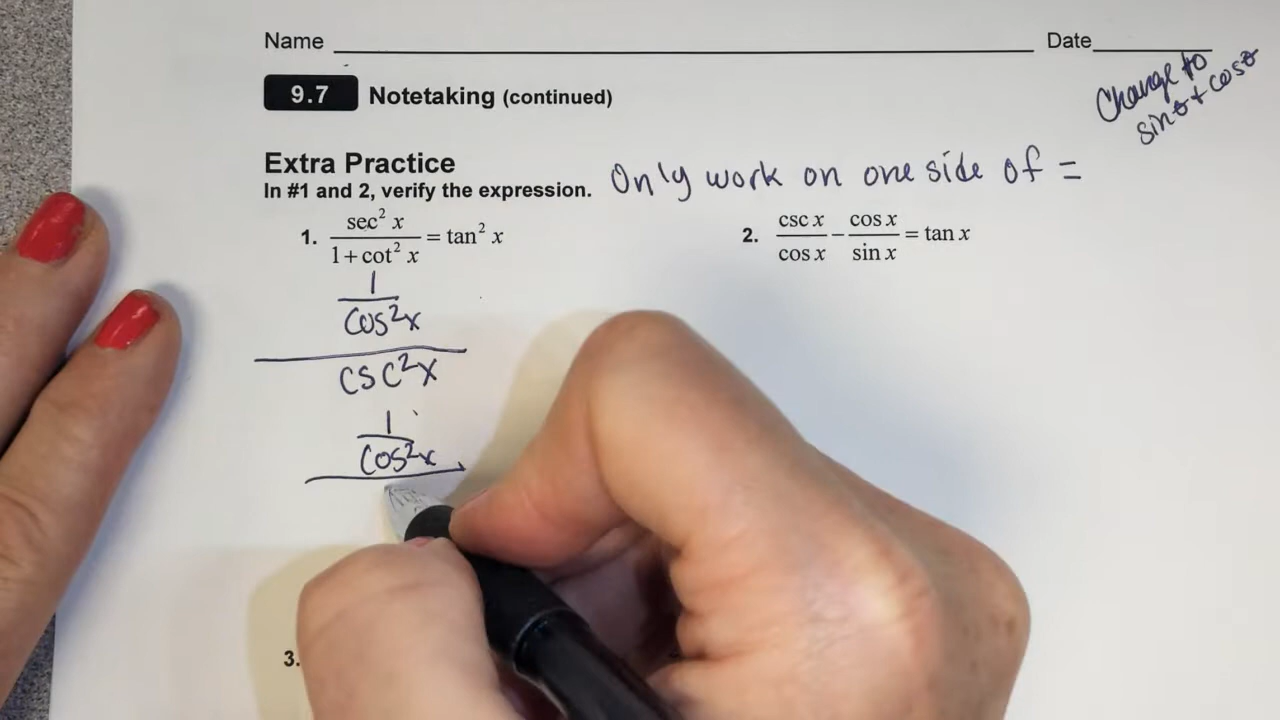 Name Date
Change to
sinθ + cosθ
9.7 Notetaking (continued)
Extra Practice
Only work on one side of =
In #1 and 2, verify the expression.
1. sec² x / 1 + cot² x = tan² x
2. csc x / cos x − cos x / sin x = tan x
1
cos²x
csc²x
1
cos²x
3.